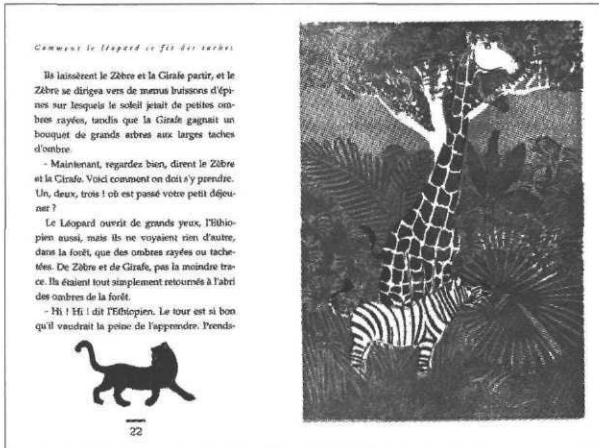 Comment le léopard se fit des taches
Ils laissèrent le Zèbre et la Girafe partir, et le
Zèbre se dirigea vers de menus buissons d'épi-
nes sur lesquels le soleil jetait de petites om-
bres rayées, tandis que la Girafe gagnait un
bouquet de grands arbres aux larges taches
d'ombre.
- Maintenant, regardez bien, dirent le Zèbre
et la Girafe. Voici comment on doit s'y prendre.
Un, deux, trois ! où est passé votre petit déjeu-
ner ?
Le Léopard ouvrit de grands yeux, l'Ethio-
pien aussi, mais ils ne voyaient rien d'autre,
dans la forêt, que des ombres rayées ou tache-
tées. De Zèbre et de Girafe, pas la moindre tra-
ce. Ils étaient tout simplement retournés à l'abri
des ombres de la forêt.
- Hi ! Hi ! dit l'Ethiopien. Le tour est si bon
qu'il vaudrait la peine de l'apprendre. Prends-
22